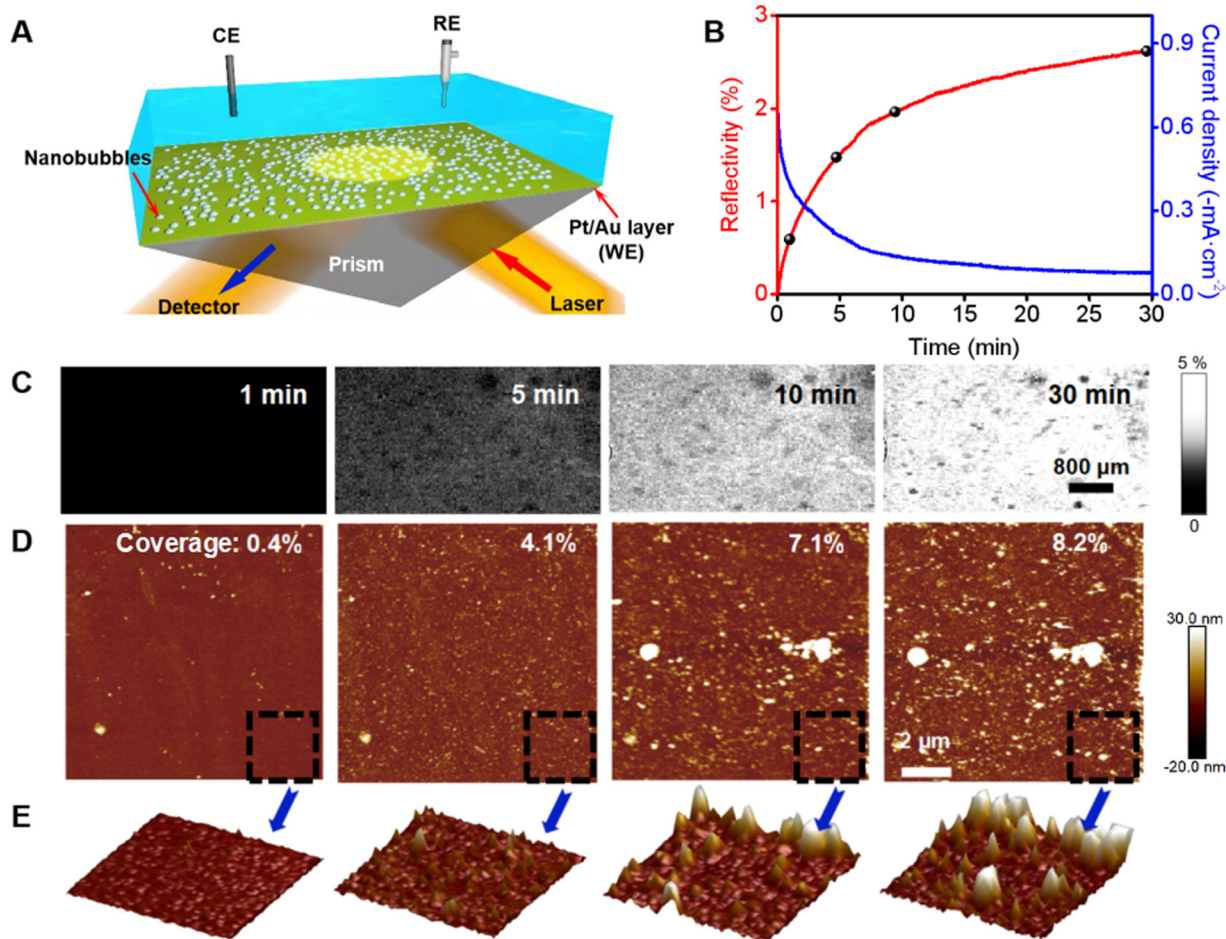 A
CE
RE
Nanobubbles
Pt/Au layer
(WE)
Prism
Detector
Laser
B
3
2
1
0
Reflectivity (%)
0.9
0.6
0.3
0.0
Current density (-mA·cm⁻²)
0 5 10 15 20 25 30
Time (min)
C
1 min
5 min
10 min
30 min
800 µm
5 %
0
D
Coverage: 0.4%
4.1%
7.1%
8.2%
2 µm
30.0 nm
-20.0 nm
E